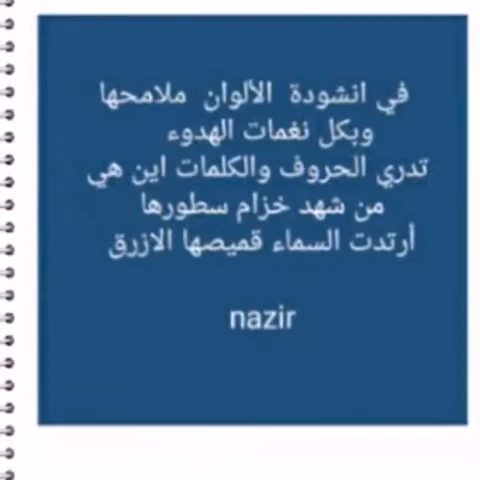 في انشودة الألوان ملامحها
وبكل نغمات الهدوء
تدري الحروف والكلمات اين هي
من شهد خزام سطورها
أرتدت السماء قميصها الازرق
nazir